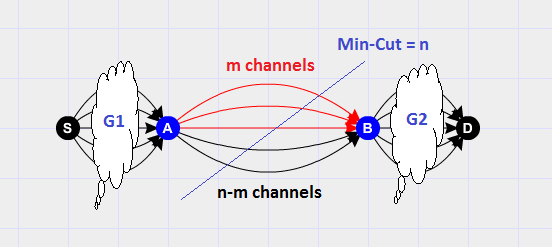 Min-Cut = n
m channels
G1
G2
S
A
B
D
n-m channels